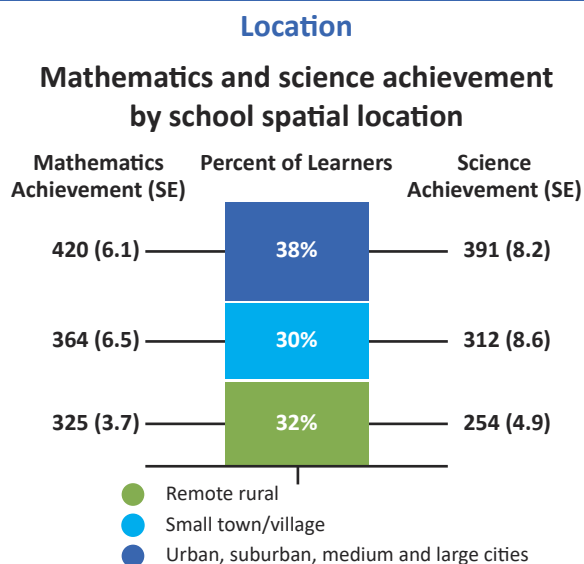 Location
Mathematics and science achievement
by school spatial location
Mathematics
Achievement (SE)
Percent of Learners
Science
Achievement (SE)
420 (6.1) 38% 391 (8.2)
364 (6.5) 30% 312 (8.6)
325 (3.7) 32% 254 (4.9)
Remote rural
Small town/village
Urban, suburban, medium and large cities